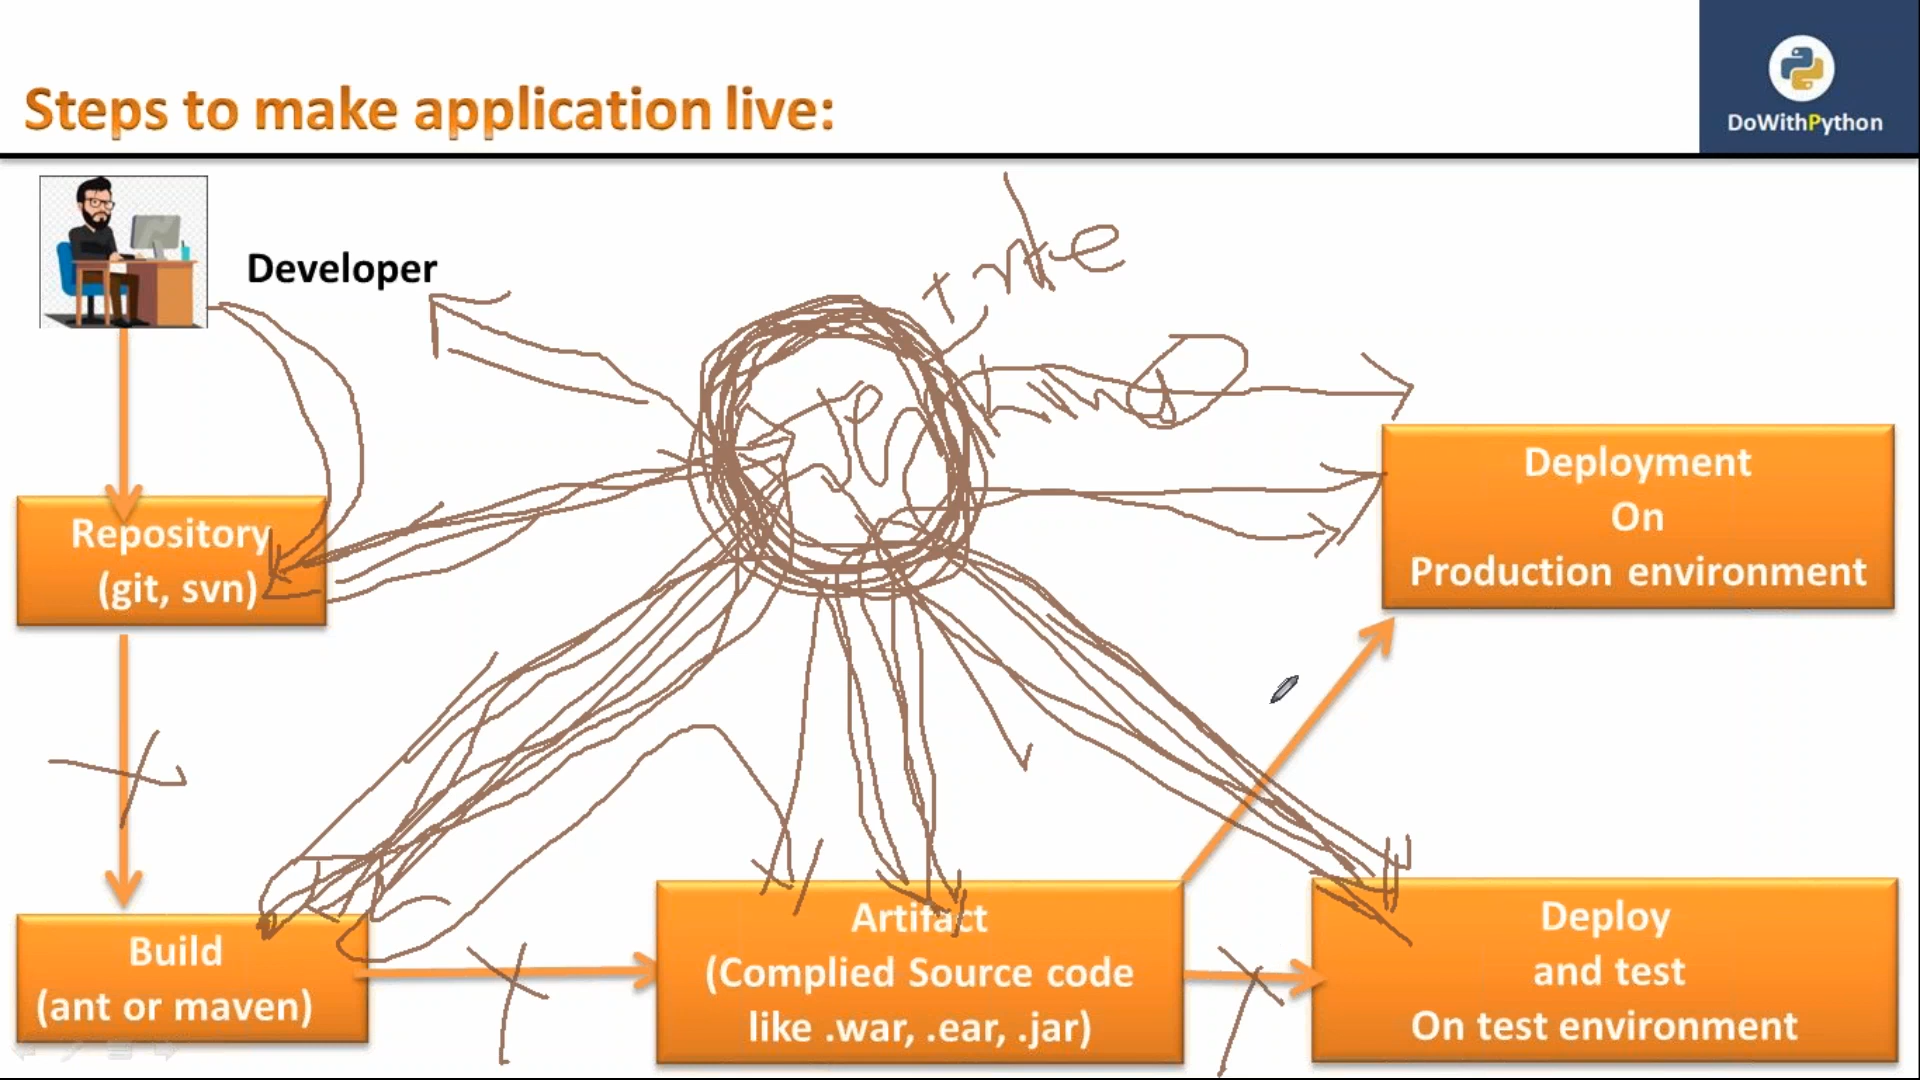 Steps to make application live:
DoWithPython
Developer
Repository
(git, svn)
Deployment
On
Production environment
Build
(ant or maven)
Artifact
(Complied Source code
like .war, .ear, .jar)
Deploy
and test
On test environment